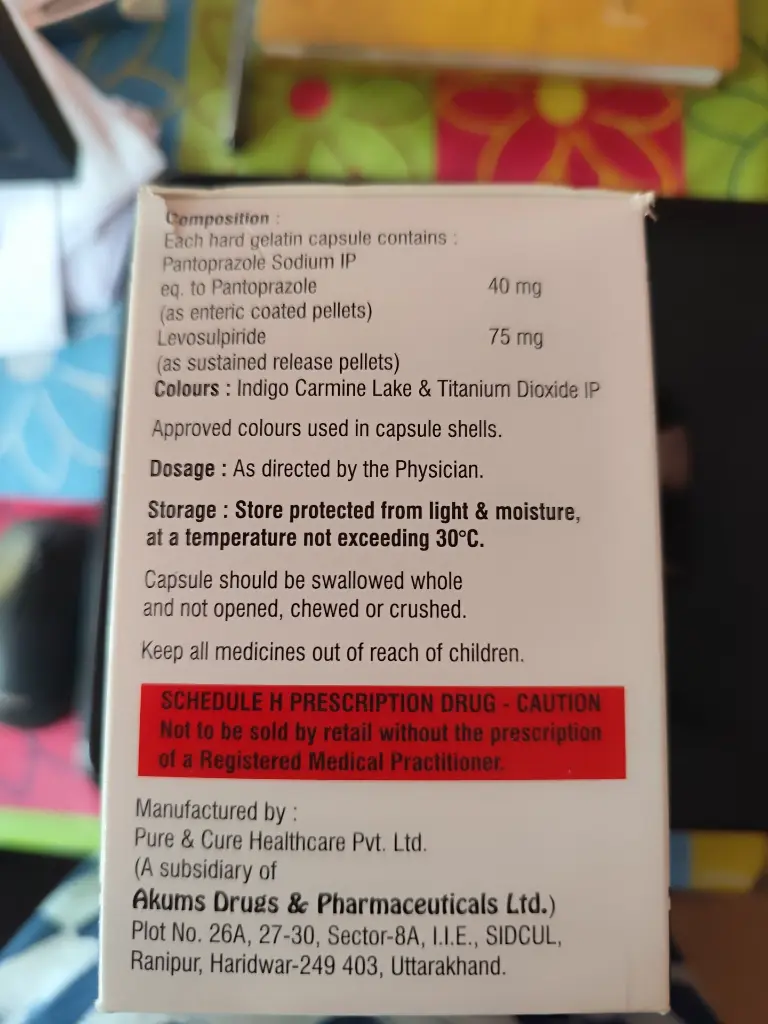 Composition :
Each hard gelatin capsule contains :
Pantoprazole Sodium IP
eq. to Pantoprazole 40 mg
(as enteric coated pellets)
Levosulpiride 75 mg
(as sustained release pellets)
Colours : Indigo Carmine Lake & Titanium Dioxide IP
Approved colours used in capsule shells.
Dosage : As directed by the Physician.
Storage : Store protected from light & moisture,
at a temperature not exceeding 30°C.
Capsule should be swallowed whole
and not opened, chewed or crushed.
Keep all medicines out of reach of children.
SCHEDULE H PRESCRIPTION DRUG - CAUTION
Not to be sold by retail without the prescription
of a Registered Medical Practitioner.
Manufactured by :
Pure & Cure Healthcare Pvt. Ltd.
(A subsidiary of
Akums Drugs & Pharmaceuticals Ltd.)
Plot No. 26A, 27-30, Sector-8A, I.I.E., SIDCUL,
Ranipur, Haridwar-249 403, Uttarakhand.